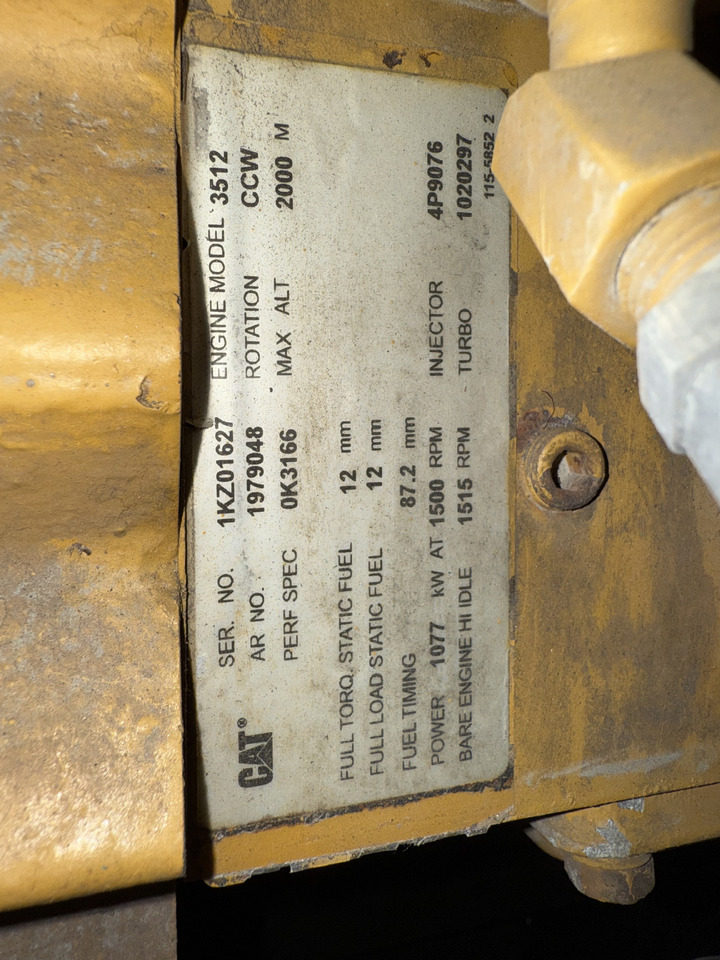 CAT®
SER. NO. 1KZ01627 ENGINE MODEL 3512
AR NO. 1979048 ROTATION CCW
PERF SPEC 0K3166 MAX ALT 2000 M
FULL TORQ. STATIC FUEL 12 mm
FULL LOAD STATIC FUEL 12 mm
FUEL TIMING 87.2 mm
POWER 1077 kW AT 1500 RPM INJECTOR 4P9076
BARE ENGINE HI IDLE 1515 RPM TURBO 1020297
115-5852 2